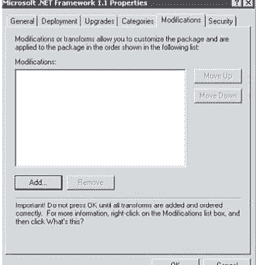 Microsoft .NET Framework 1.1 Properties
General Deployment Upgrades Categories Modifications Security
Modifications or transforms allow you to customize the package and are
applied to the package in the order shown in the following list:
Modifications:
Move Up
Move Down
Add... Remove
Important! Do not press OK until all transforms are added and ordered
correctly. For more information, right-click on the Modifications list box, and
then click What's this?
OK Cancel